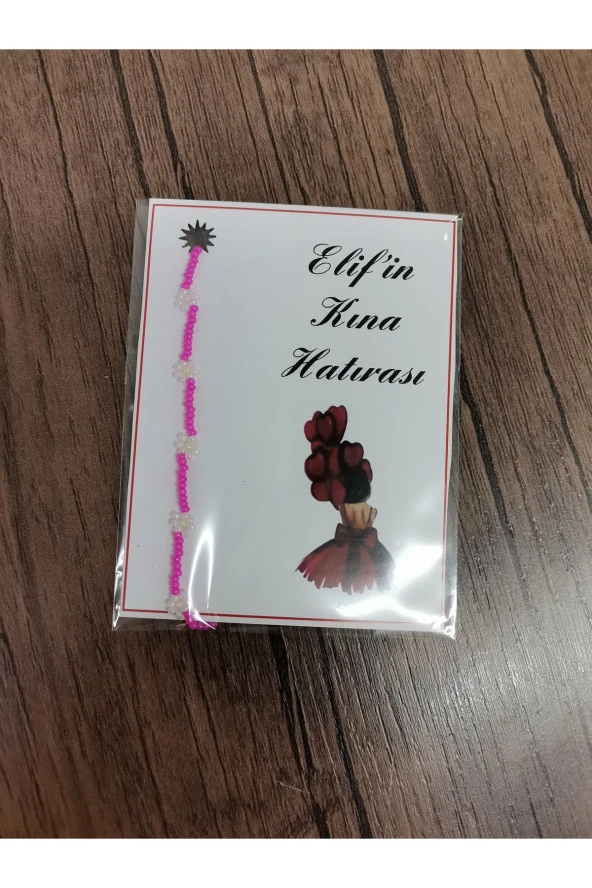 Elif'in
Kına
Hatırası